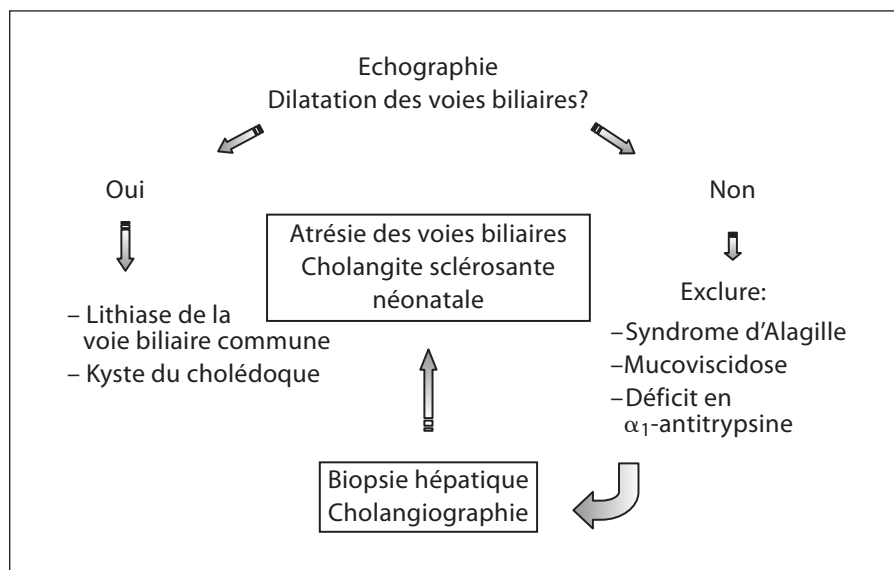 Echographie
Dilatation des voies biliaires?
Oui
Non
Atrésie des voies biliaires
Cholangite sclérosante
néonatale
– Lithiase de la
voie biliaire commune
– Kyste du cholédoque
Exclure:
–Syndrome d'Alagille
–Mucoviscidose
–Déficit en
α1-antitrypsine
Biopsie hépatique
Cholangiographie